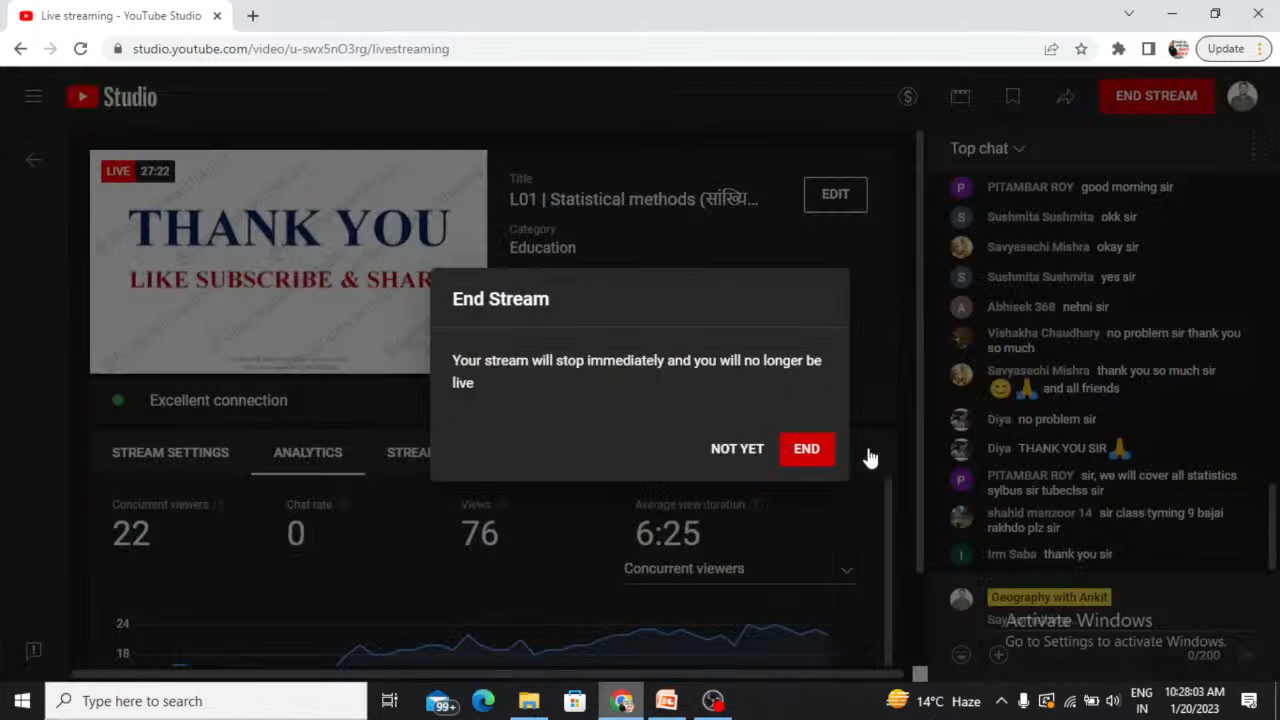 Live streaming - YouTube Studio
studio.youtube.com/video/u-swx5nO3rg/livestreaming
Update
Studio
END STREAM
LIVE 27:22
THANK YOU
LIKE SUBSCRIBE & SHAR
Title
L01 | Statistical methods (सांख्यि...
EDIT
Category
Education
End Stream
Your stream will stop immediately and you will no longer be
live
NOT YET
END
Excellent connection
STREAM SETTINGS
ANALYTICS
STREA
Concurrent viewers
22
Chat rate
0
Views
76
Average view duration
6:25
Concurrent viewers
24
18
Top chat
PITAMBAR ROY good morning sir
Sushmita Sushmita okk sir
Savyesachi Mishra okay sir
Sushmita Sushmita yes sir
Abhisek 368 nehni sir
Vishakha Chaudhary no problem sir thank you
so much
Savyesachi Mishra thank you so much sir
and all friends
Diya no problem sir
Diya THANK YOU SIR
PITAMBAR ROY sir, we will cover all statistics
sylbus sir tubeclss sir
shahid manzoor 14 sir class tyming 9 bajai
rakhdo plz sir
Irm Saba thank you sir
Geography with Ankit
Say something...
Activate Windows
Go to Settings to activate Windows.
0/200
Type here to search
99+
14°C Haze
ENG
IN
10:28:03 AM
1/20/2023